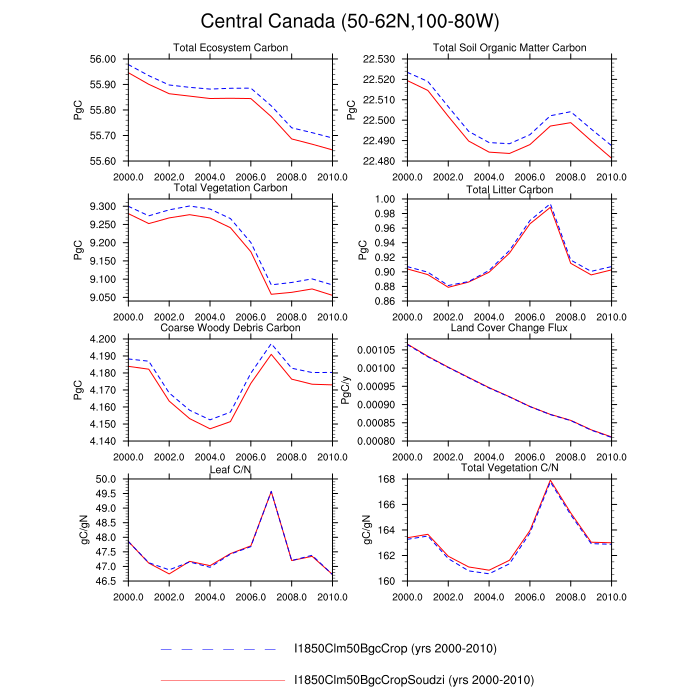 Central Canada (50-62N,100-80W)
Total Ecosystem Carbon
PgC
56.00
55.90
55.80
55.70
55.60
2000.0 2002.0 2004.0 2006.0 2008.0 2010.0
Total Soil Organic Matter Carbon
PgC
22.530
22.520
22.510
22.500
22.490
22.480
2000.0 2002.0 2004.0 2006.0 2008.0 2010.0
Total Vegetation Carbon
PgC
9.300
9.250
9.200
9.150
9.100
9.050
2000.0 2002.0 2004.0 2006.0 2008.0 2010.0
Total Litter Carbon
PgC
1.00
0.98
0.96
0.94
0.92
0.90
0.88
0.86
2000.0 2002.0 2004.0 2006.0 2008.0 2010.0
Coarse Woody Debris Carbon
PgC
4.200
4.190
4.180
4.170
4.160
4.150
4.140
2000.0 2002.0 2004.0 2006.0 2008.0 2010.0
Land Cover Change Flux
PgC/y
0.00105
0.00100
0.00095
0.00090
0.00085
0.00080
2000.0 2002.0 2004.0 2006.0 2008.0 2010.0
Leaf C/N
gC/gN
50.0
49.5
49.0
48.5
48.0
47.5
47.0
46.5
2000.0 2002.0 2004.0 2006.0 2008.0 2010.0
Total Vegetation C/N
gC/gN
168
166
164
162
160
2000.0 2002.0 2004.0 2006.0 2008.0 2010.0
I1850Clm50BgcCrop (yrs 2000-2010)
I1850Clm50BgcCropSoudzi (yrs 2000-2010)